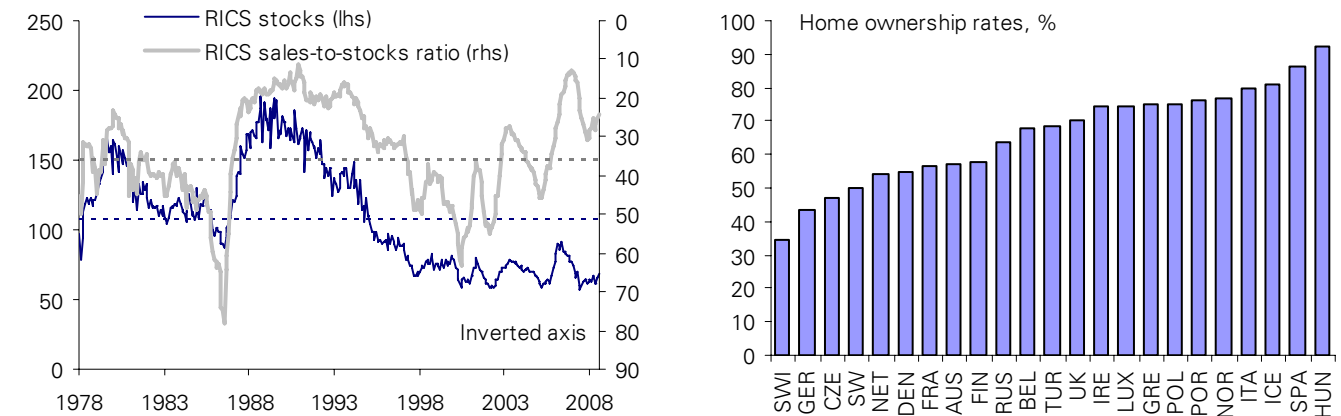 RICS stocks (lhs)
RICS sales-to-stocks ratio (rhs)
250
200
150
100
50
0
0
10
20
30
40
50
60
70
80
90
Inverted axis
1978 1983 1988 1993 1998 2003 2008
Home ownership rates, %
100
90
80
70
60
50
40
30
20
10
0
SWI
GER
CZE
SW
NET
DEN
FRA
AUS
FIN
RUS
BEL
TUR
UK
IRE
LUX
GRE
POL
POR
NOR
ITA
ICE
SPA
HUN